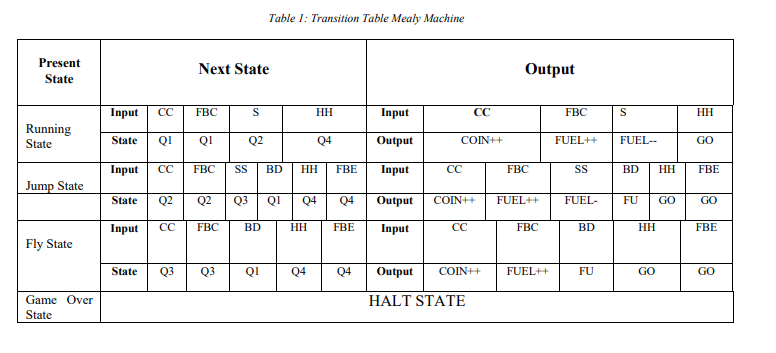 Table 1: Transition Table Mealy Machine
Present State Next State Output
Running State Input CC FBC S HH Input CC FBC S HH
State Q1 Q1 Q2 Q4 Output COIN++ FUEL++ FUEL-- GO
Jump State Input CC FBC SS BD HH FBE Input CC FBC SS BD HH FBE
State Q2 Q2 Q3 Q1 Q4 Q4 Output COIN++ FUEL++ FUEL- FU GO GO
Fly State Input CC FBC BD HH FBE Input CC FBC BD HH FBE
State Q3 Q3 Q1 Q4 Q4 Output COIN++ FUEL++ FU GO GO
Game Over State HALT STATE